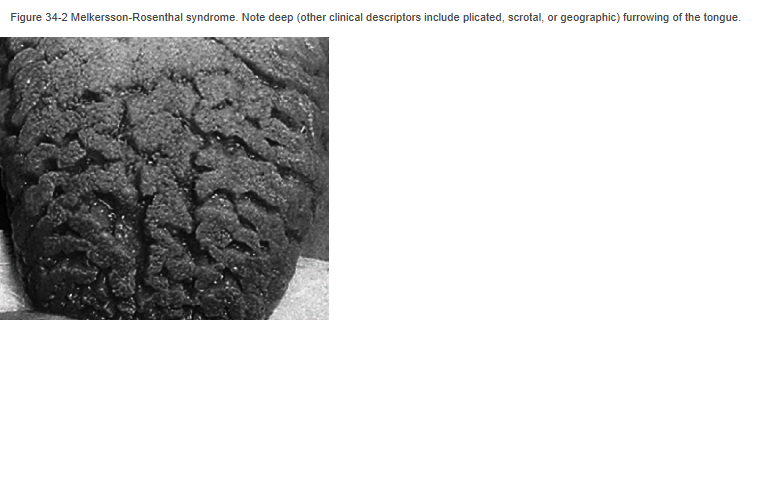 Figure 34-2 Melkersson-Rosenthal syndrome. Note deep (other clinical descriptors include plicated, scrotal, or geographic) furrowing of the tongue.